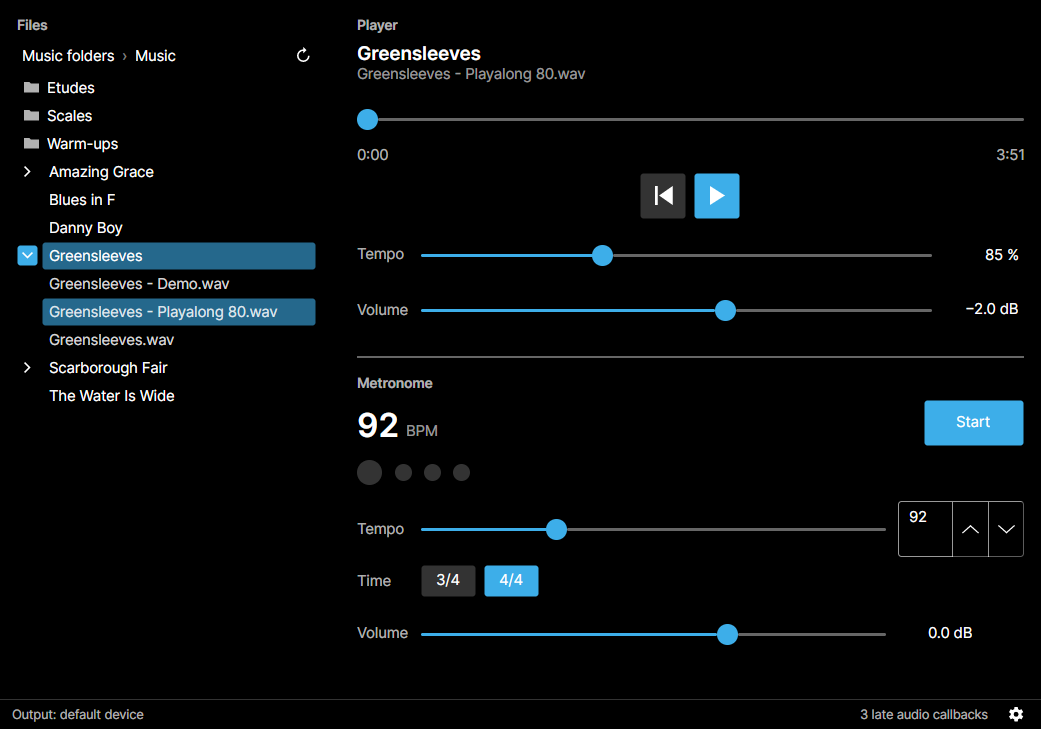 Files
Music folders › Music
Etudes
Scales
Warm-ups
Amazing Grace
Blues in F
Danny Boy
Greensleeves
Greensleeves - Demo.wav
Greensleeves - Playalong 80.wav
Greensleeves.wav
Scarborough Fair
The Water Is Wide
Player
Greensleeves
Greensleeves - Playalong 80.wav
0:00 3:51
Tempo 85 %
Volume −2.0 dB
Metronome
92 BPM Start
Tempo 92
Time 3/4 4/4
Volume 0.0 dB
Output: default device 3 late audio callbacks